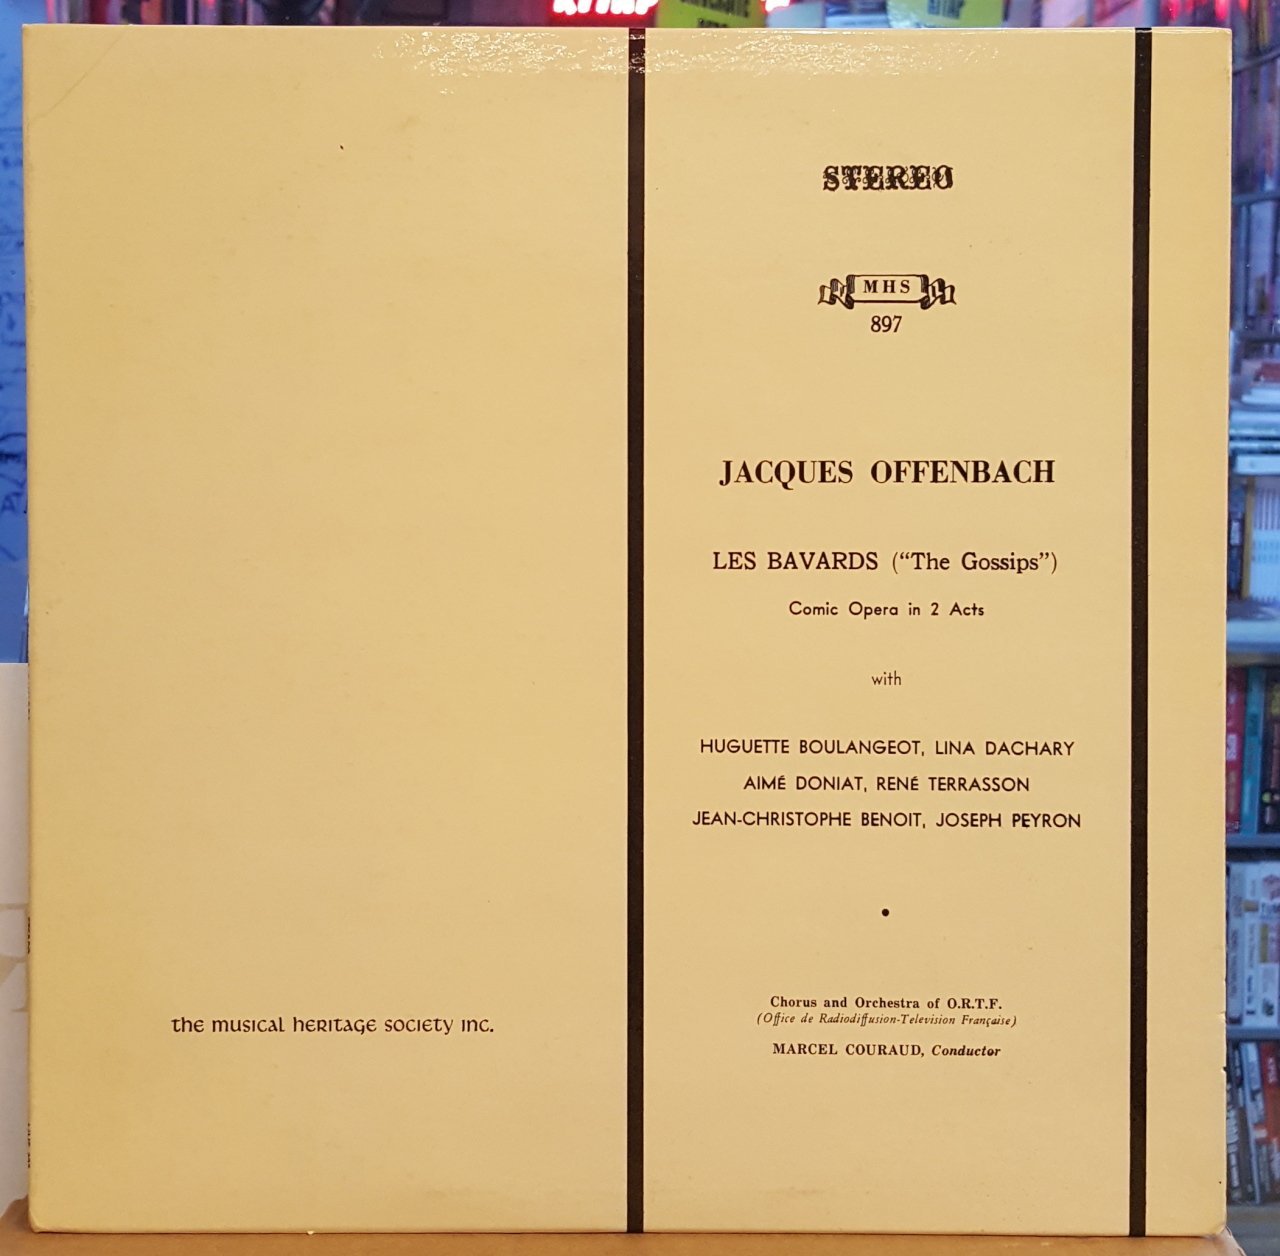 STEREO
MHS
897
JACQUES OFFENBACH
LES BAVARDS (“The Gossips”)
Comic Opera in 2 Acts
with
HUGUETTE BOULANGEOT, LINA DACHARY
AIMÉ DONIAT, RENÉ TERRASSON
JEAN-CHRISTOPHE BENOIT, JOSEPH PEYRON
Chorus and Orchestra of O.R.T.F.
(Office de Radiodiffusion-Television Française)
MARCEL COURAUD, Conductor
the musical heritage society inc.